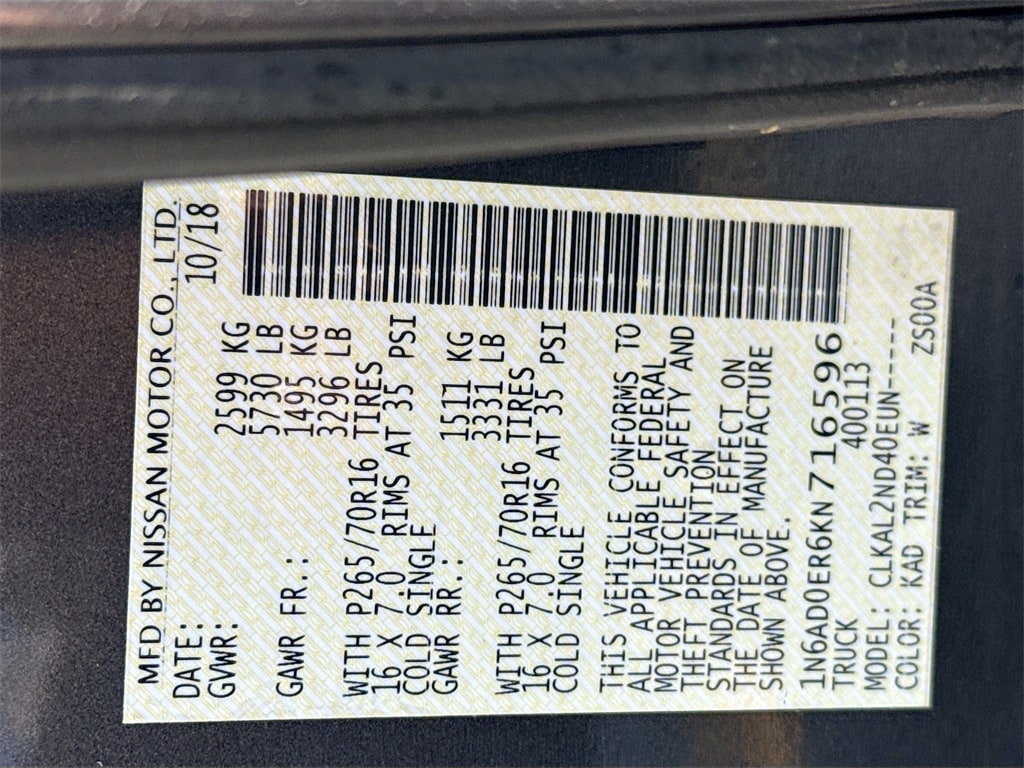 MFD BY NISSAN MOTOR CO., LTD.
DATE: 10/18
GWR: 2599 KG
5730 LB
GAWR FR.: 1495 KG
3296 LB
WITH P265/70R16 TIRES
16 X 7.0 RIMS AT 35 PSI
COLD SINGLE
GAWR RR.: 1511 KG
3331 LB
WITH P265/70R16 TIRES
16 X 7.0 RIMS AT 35 PSI
COLD SINGLE
THIS VEHICLE CONFORMS TO
ALL APPLICABLE FEDERAL
MOTOR VEHICLE SAFETY AND
THEFT PREVENTION
STANDARDS IN EFFECT ON
THE DATE OF MANUFACTURE
SHOWN ABOVE.
1N6AD0ER6KN716596
TRUCK 400113
MODEL: CLKAL2ND40EUN-----
COLOR: KAD TRIM: W ZS00A